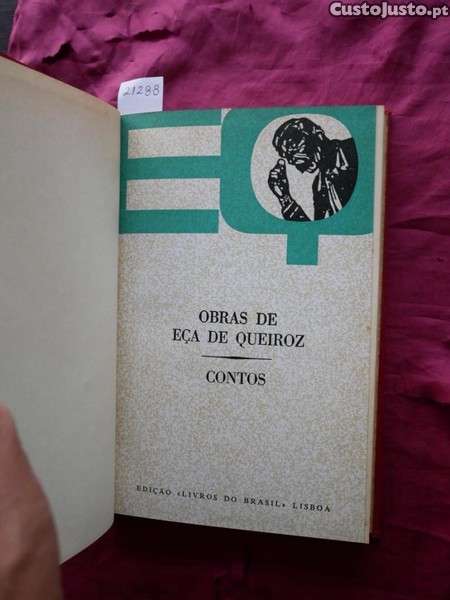 CustoJusto.pt
21288
EQ
OBRAS DE
EÇA DE QUEIROZ
CONTOS
EDIÇÃO «LIVROS DO BRASIL» LISBOA